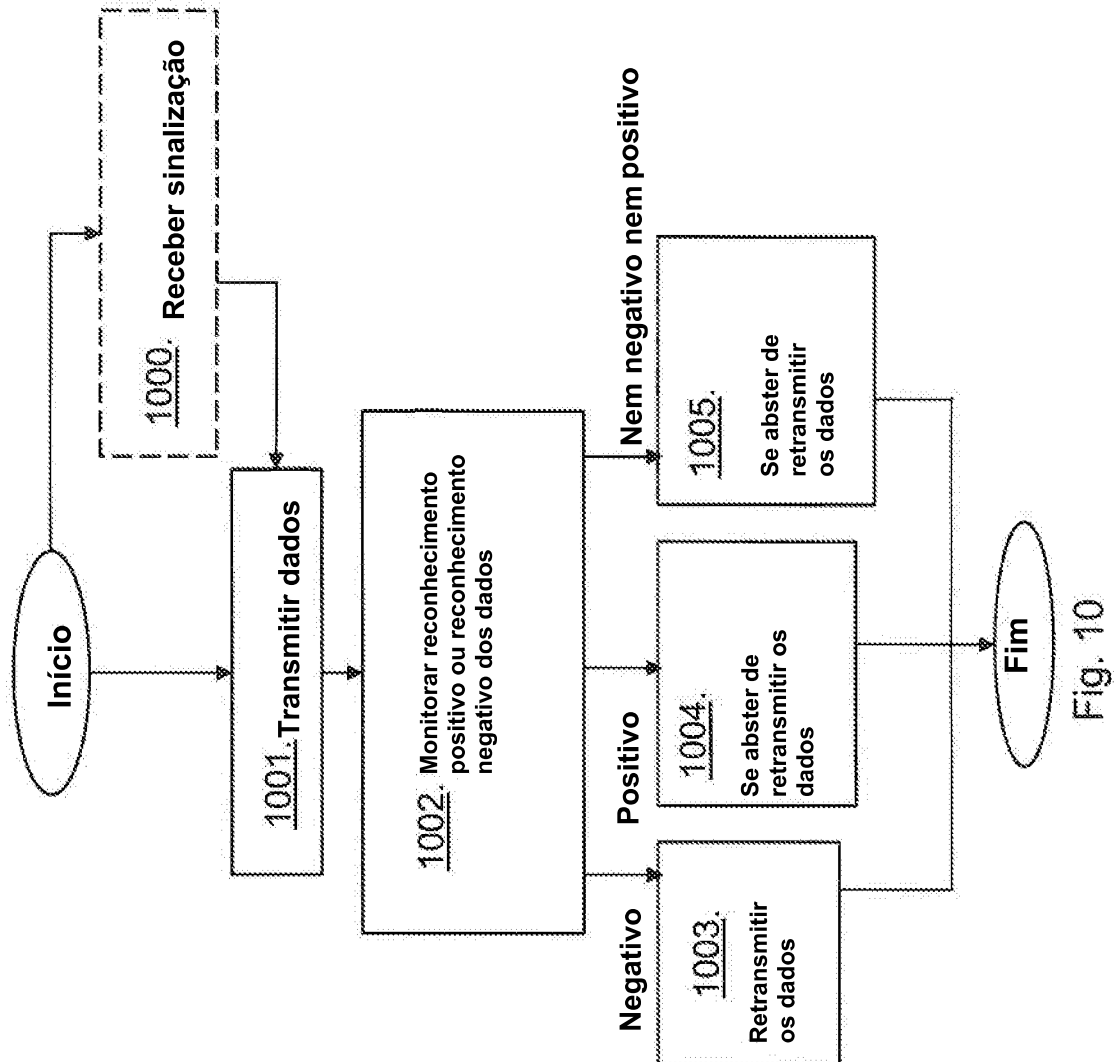 Início
1000. Receber sinalização
1001. Transmitir dados
1002. Monitorar reconhecimento
positivo ou reconhecimento
negativo dos dados
Negativo
Positivo
Nem negativo nem positivo
1003.
Retransmitir
os dados
1004.
Se abster de
retransmitir os
dados
1005.
Se abster de
retransmitir
os dados
Fim
Fig. 10